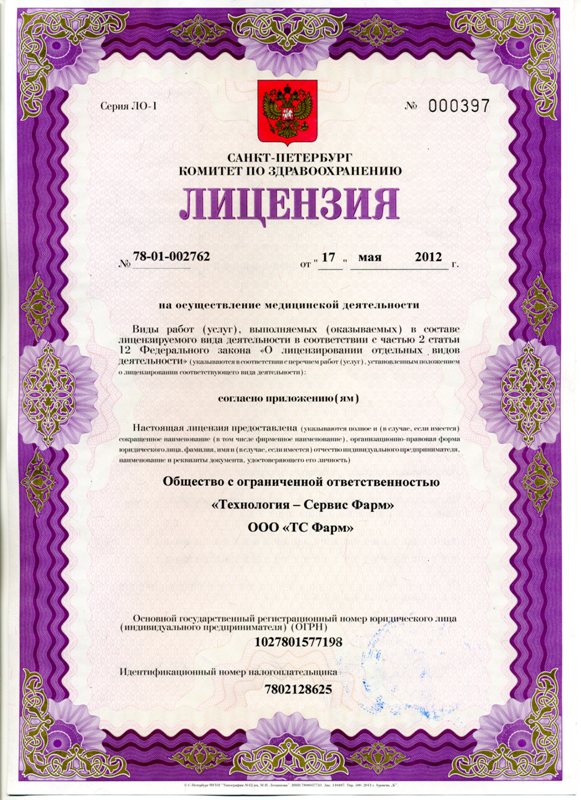 Серия ЛО-1 № 000397
САНКТ-ПЕТЕРБУРГ
КОМИТЕТ ПО ЗДРАВООХРАНЕНИЮ
ЛИЦЕНЗИЯ
№ 78-01-002762 от " 17 " мая 2012 г.
на осуществление медицинской деятельности
Виды работ (услуг), выполняемых (оказываемых) в составе
лицензируемого вида деятельности в соответствии с частью 2 статьи
12 Федерального закона «О лицензировании отдельных видов
деятельности» (указываются в соответствии с перечнем работ (услуг), установленным положением
о лицензировании соответствующего вида деятельности):
согласно приложению(ям)
Настоящая лицензия предоставлена (указываются полное и (в случае, если имеется)
сокращенное наименование (в том числе фирменное наименование), организационно-правовая форма
юридического лица, фамилия, имя и (в случае, если имеется) отчество индивидуального предпринимателя,
наименование и реквизиты документа, удостоверяющего его личность)
Общество с ограниченной ответственностью
«Технология – Сервис Фарм»
ООО «ТС Фарм»
Основной государственный регистрационный номер юридического лица
(индивидуального предпринимателя) (ОГРН)
1027801577198
Идентификационный номер налогоплательщика
7802128625